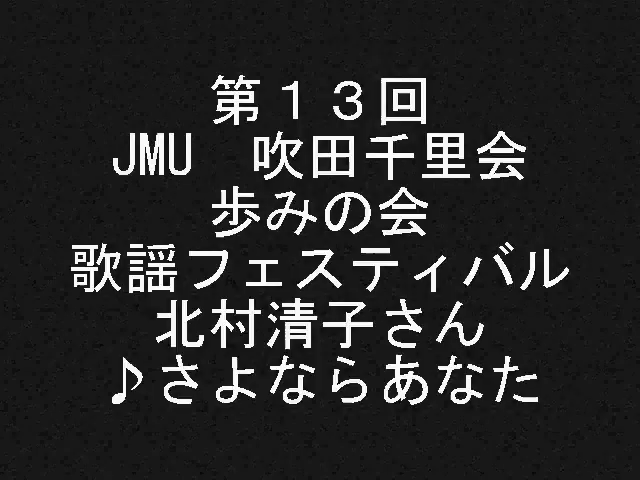 第１３回
JMU　吹田千里会
歩みの会
歌謡フェスティバル
北村清子さん
♪さよならあなた